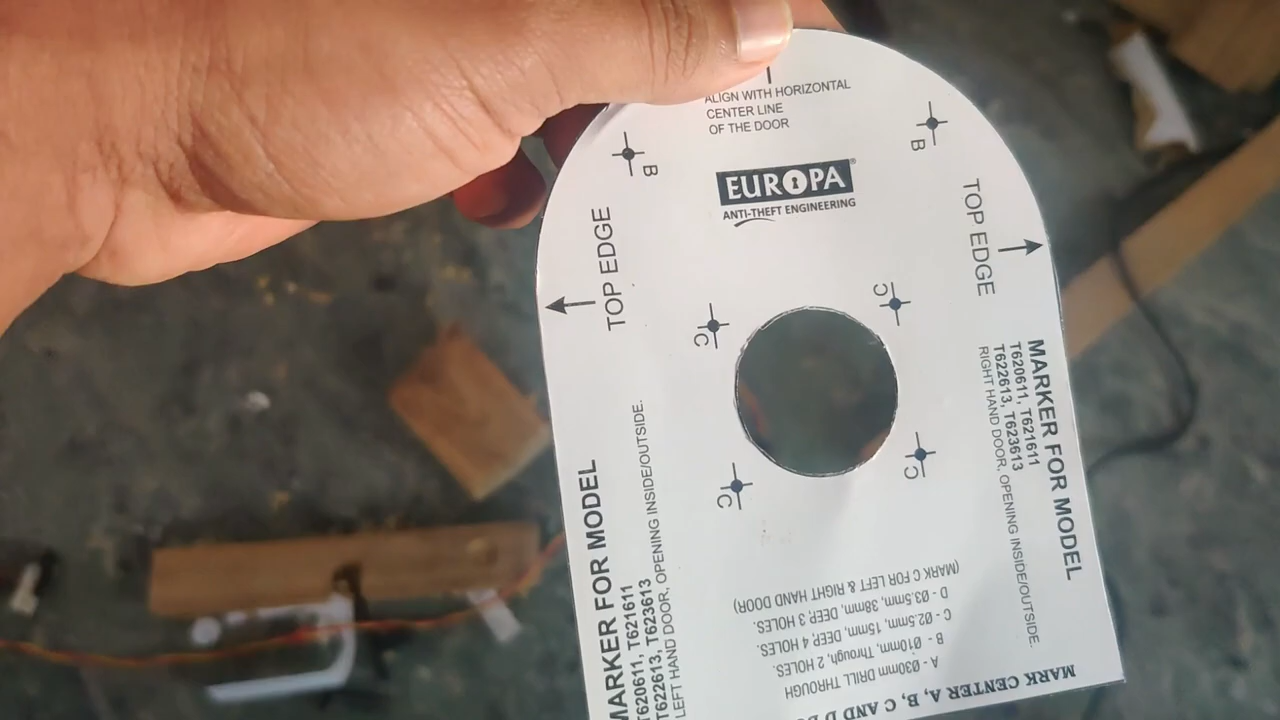 ALIGN WITH HORIZONTAL
CENTER LINE
OF THE DOOR
B
B
EUROPA
ANTI-THEFT ENGINEERING
TOP EDGE
TOP EDGE
C
C
C
C
MARKER FOR MODEL
T620611, T621611
T622613, T623613
LEFT HAND DOOR, OPENING INSIDE/OUTSIDE.
MARKER FOR MODEL
T620611, T621611
T622613, T623613
RIGHT HAND DOOR, OPENING INSIDE/OUTSIDE.
MARK CENTER A, B, C AND D
A - Ø30mm DRILL THROUGH
B - Ø10mm, Through, 2 HOLES.
C - Ø2.5mm, 15mm, DEEP, 4 HOLES.
D - Ø3.5mm, 38mm, DEEP, 3 HOLES.
(MARK C FOR LEFT & RIGHT HAND DOOR)